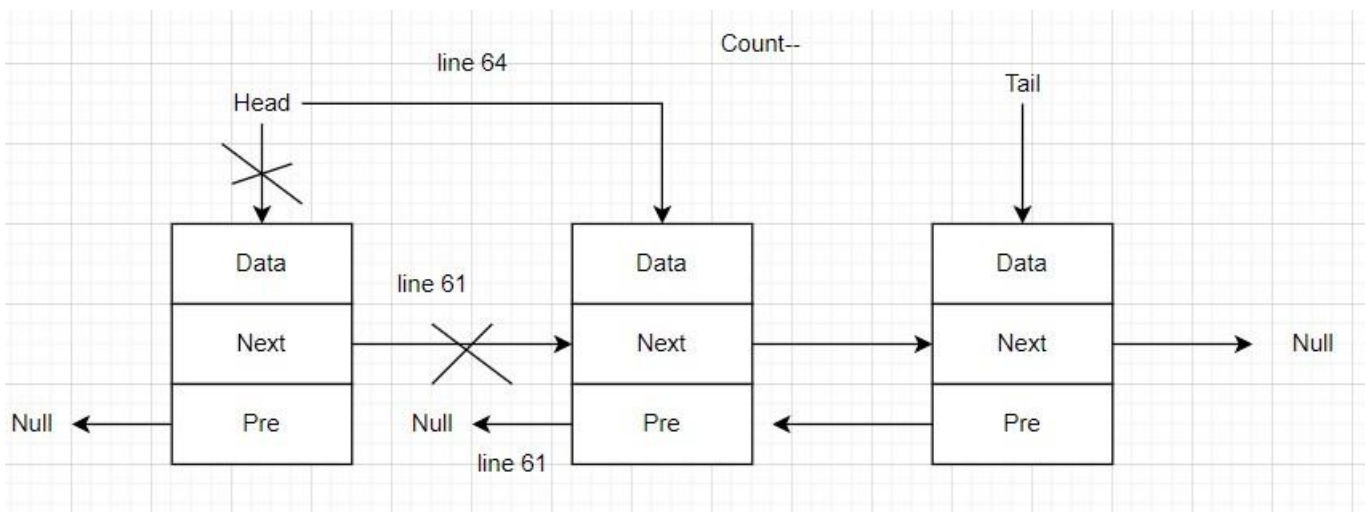 Count--
line 64
Tail
Head
Data
Data
Data
line 61
Next
Next
Next
Null
Null
Pre
Null
Pre
Pre
line 61